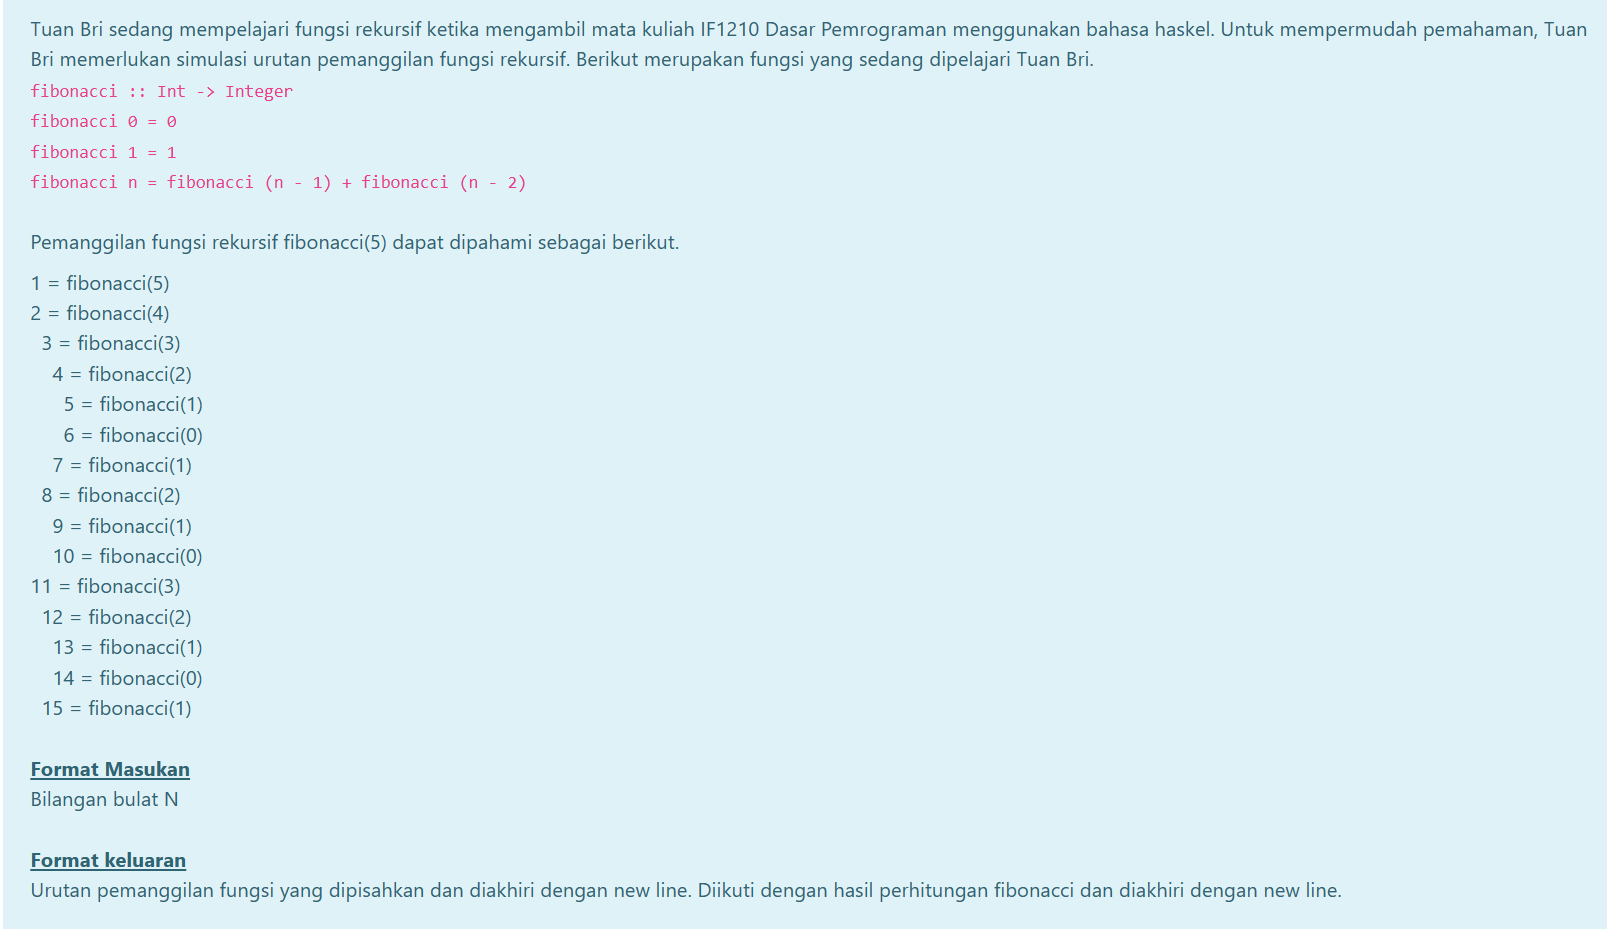 Tuan Bri sedang mempelajari fungsi rekursif ketika mengambil mata kuliah IF1210 Dasar Pemrograman menggunakan bahasa haskel. Untuk mempermudah pemahaman, Tuan
Bri memerlukan simulasi urutan pemanggilan fungsi rekursif. Berikut merupakan fungsi yang sedang dipelajari Tuan Bri.
fibonacci :: Int -> Integer
fibonacci 0 = 0
fibonacci 1 = 1
fibonacci n = fibonacci (n - 1) + fibonacci (n - 2)
Pemanggilan fungsi rekursif fibonacci(5) dapat dipahami sebagai berikut.
1 = fibonacci(5)
2 = fibonacci(4)
3 = fibonacci(3)
4 = fibonacci(2)
5 = fibonacci(1)
6 = fibonacci(0)
7 = fibonacci(1)
8 = fibonacci(2)
9 = fibonacci(1)
10 = fibonacci(0)
11 = fibonacci(3)
12 = fibonacci(2)
13 = fibonacci(1)
14 = fibonacci(0)
15 = fibonacci(1)
Format Masukan
Bilangan bulat N
Format keluaran
Urutan pemanggilan fungsi yang dipisahkan dan diakhiri dengan new line. Diikuti dengan hasil perhitungan fibonacci dan diakhiri dengan new line.